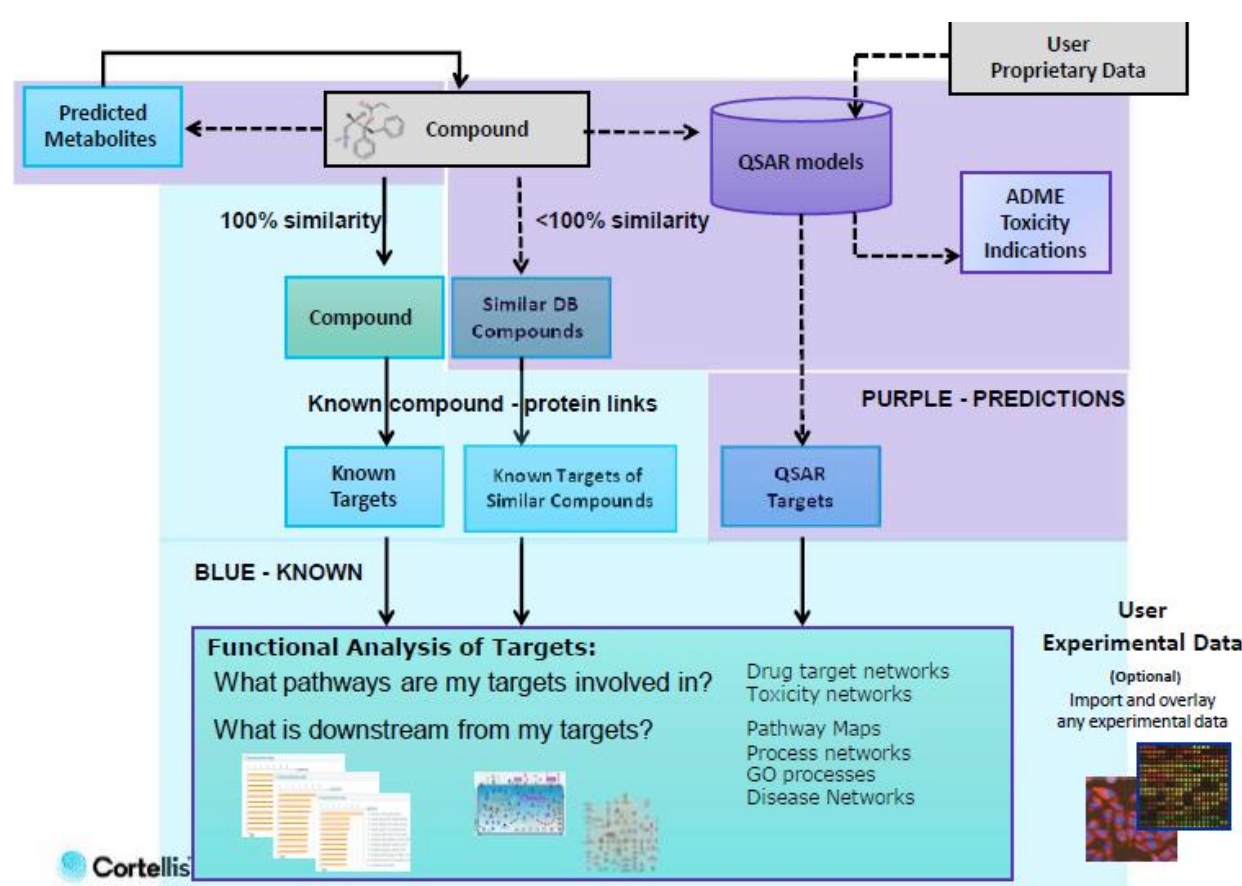 User
Proprietary Data
Predicted
Metabolites
Compound
QSAR models
ADME
Toxicity
Indications
100% similarity
<100% similarity
Compound
Similar DB
Compounds
Known compound - protein links
PURPLE - PREDICTIONS
Known
Targets
Known Targets of
Similar Compounds
QSAR
Targets
BLUE - KNOWN
Functional Analysis of Targets:
What pathways are my targets involved in?
What is downstream from my targets?
Drug target networks
Toxicity networks
Pathway Maps
Process networks
GO processes
Disease Networks
User
Experimental Data
(Optional)
Import and overlay
any experimental data
Cortellis